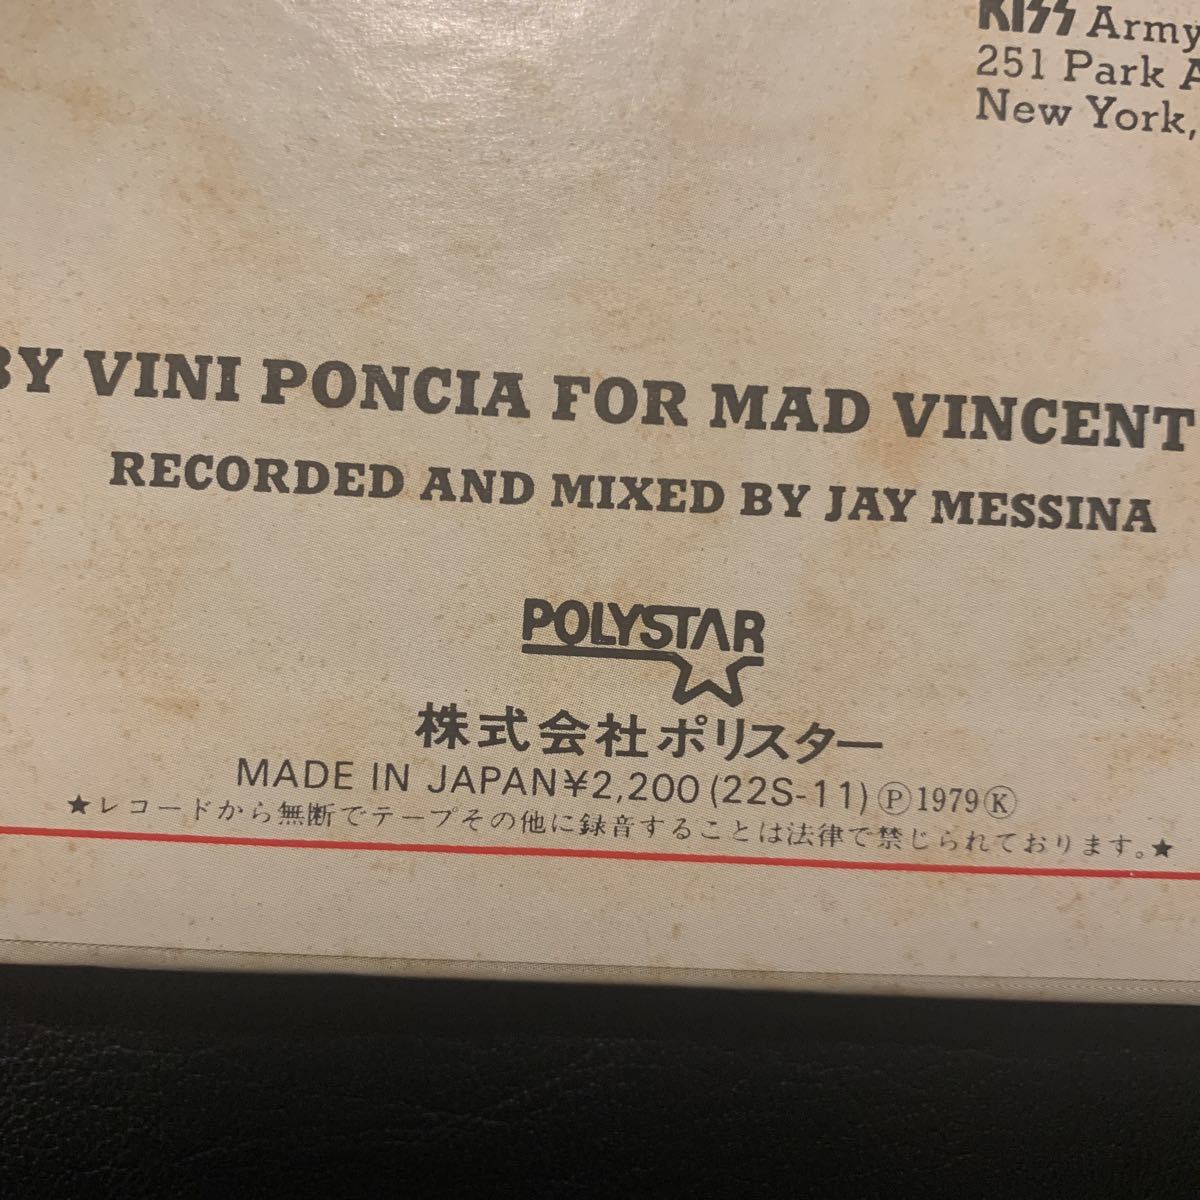 KISS Army
251 Park
New York,
BY VINI PONCIA FOR MAD VINCENT
RECORDED AND MIXED BY JAY MESSINA
POLYSTAR
株式会社ポリスター
MADE IN JAPAN¥2,200(22S-11)Ⓟ1979Ⓚ
★レコードから無断でテープその他に録音することは法律で禁じられております。★